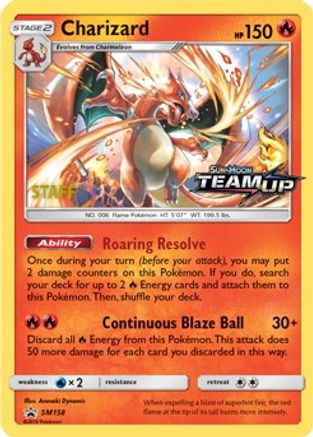 STAGE2 Charizard HP150
Evolves from Charmeleon
STAFF
SUN & MOON
TEAM UP
NO. 006 Flame Pokémon HT: 5'07" WT: 199.5 lbs.
Ability Roaring Resolve
Once during your turn (before your attack), you may put
2 damage counters on this Pokémon. If you do, search
your deck for up to 2 Energy cards and attach them
to this Pokémon. Then, shuffle your deck.
Continuous Blaze Ball 30+
Discard all Energy from this Pokémon. This attack does
50 more damage for each card you discarded in this way.
weakness ×2 resistance retreat
Illus. Anesaki Dynamic
SM158
©2019 Pokémon
When expelling a blast of superhot fire, the red
flame at the tip of its tail burns more intensely.